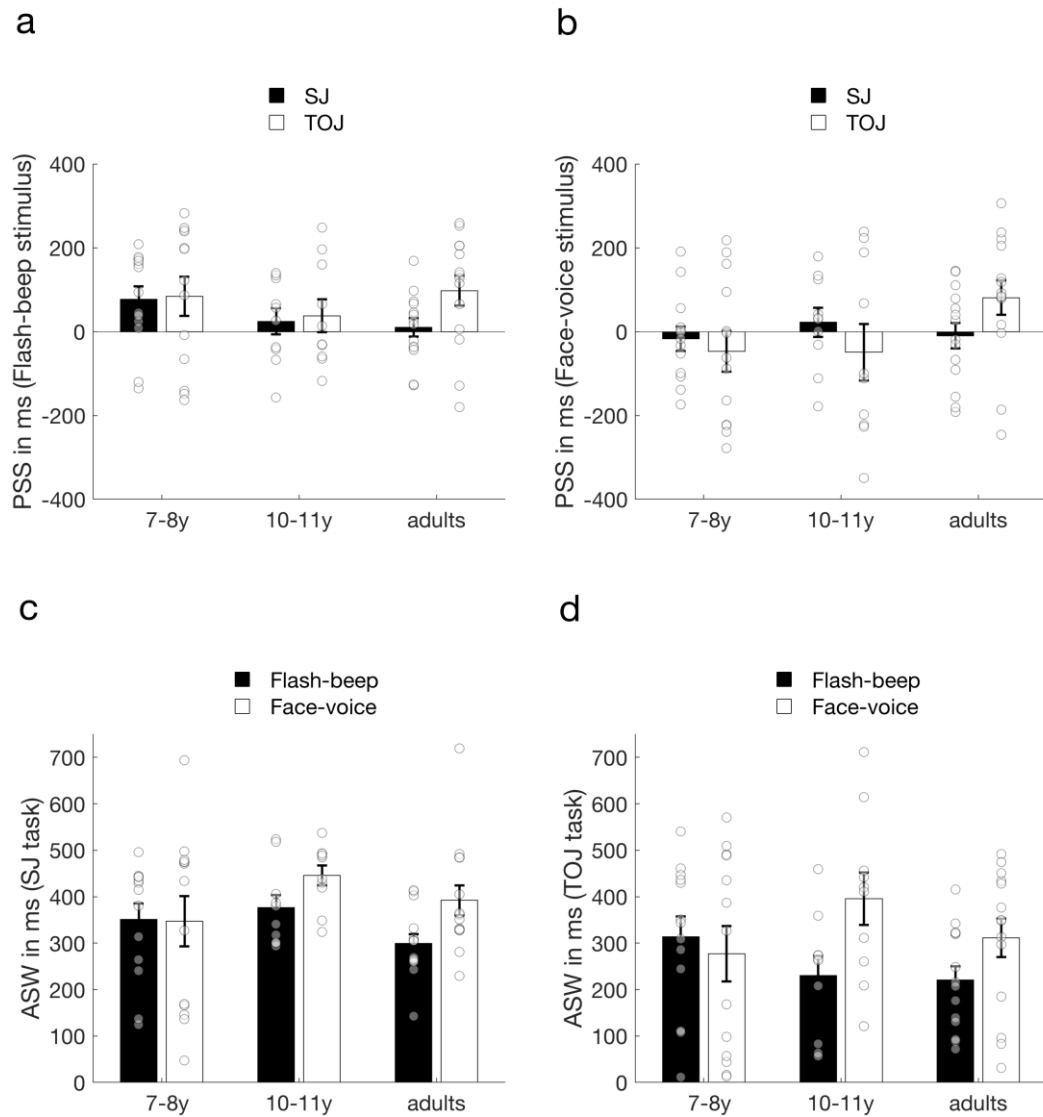 a
SJ
TOJ
PSS in ms (Flash-beep stimulus)
400
200
0
-200
-400
7-8y 10-11y adults
b
SJ
TOJ
PSS in ms (Face-voice stimulus)
400
200
0
-200
-400
7-8y 10-11y adults
c
Flash-beep
Face-voice
ASW in ms (SJ task)
700
600
500
400
300
200
100
0
7-8y 10-11y adults
d
Flash-beep
Face-voice
ASW in ms (TOJ task)
700
600
500
400
300
200
100
0
7-8y 10-11y adults